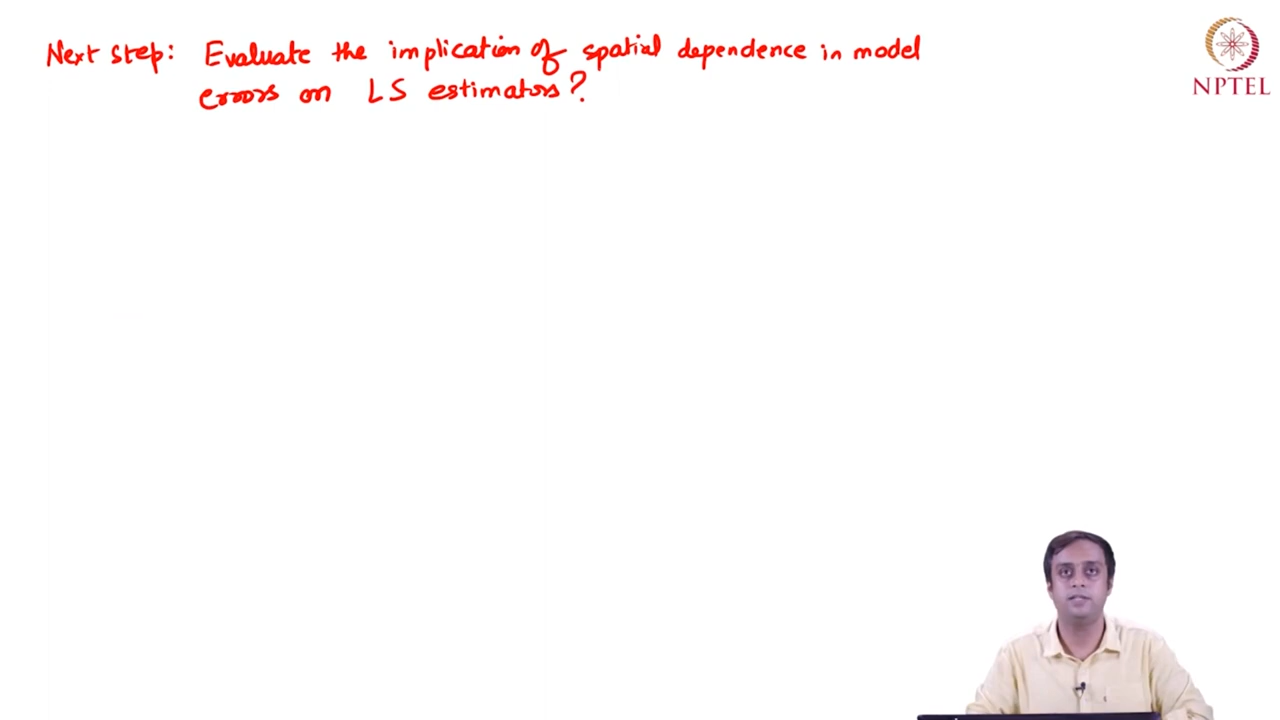 Next step: Evaluate the implication of spatial dependence in model
errors on LS estimators?
NPTEL